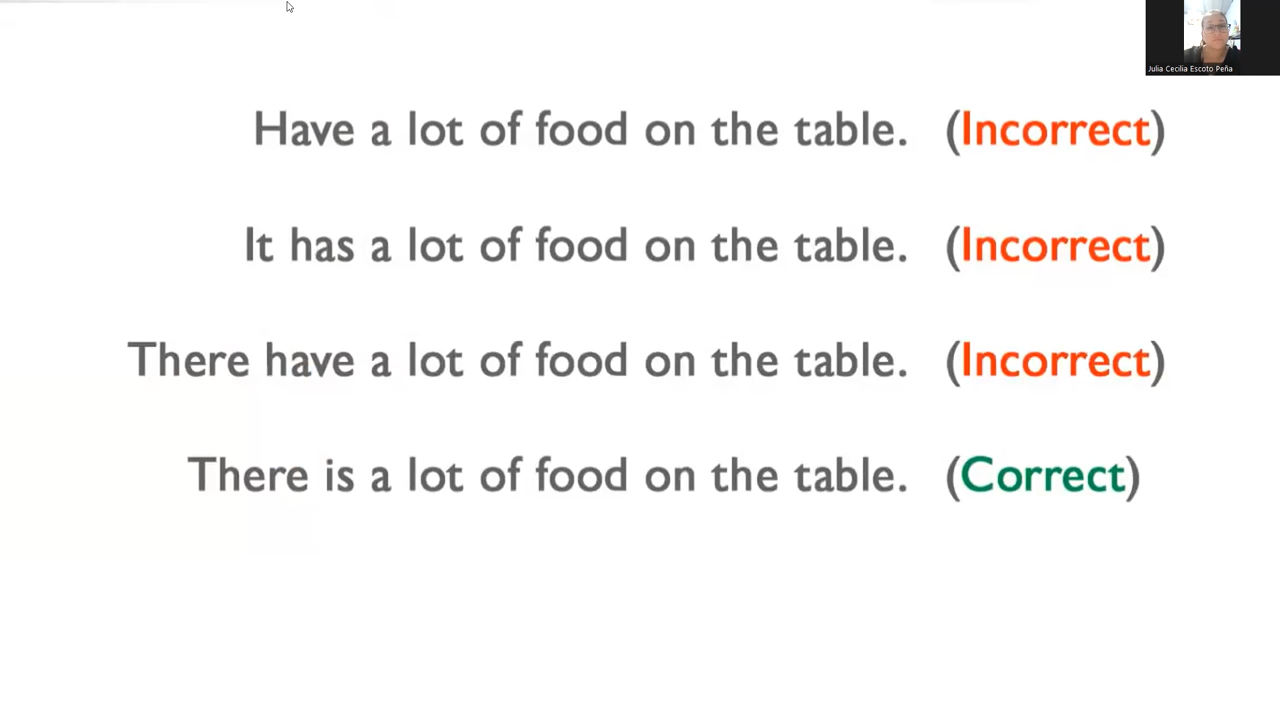 Julia Cecilia Escoto Peña
Have a lot of food on the table. (Incorrect)
It has a lot of food on the table. (Incorrect)
There have a lot of food on the table. (Incorrect)
There is a lot of food on the table. (Correct)